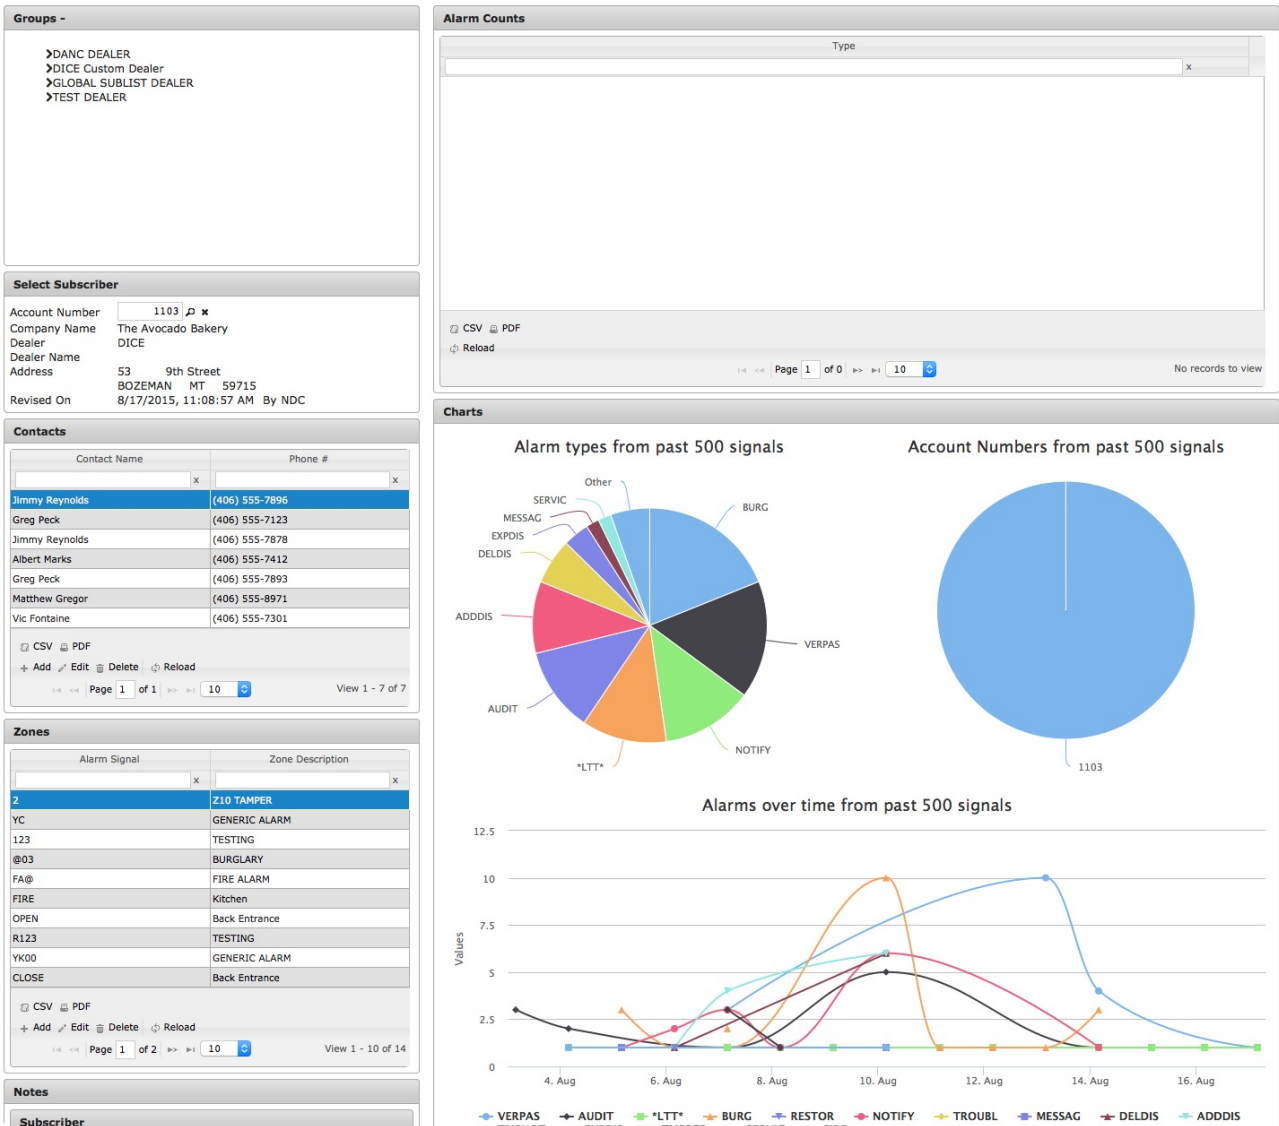 Groups -
DANC DEALER
DICE Custom Dealer
GLOBAL SUBLIST DEALER
TEST DEALER
Select Subscriber
Account Number 1103
Company Name The Avocado Bakery
Dealer DICE
Dealer Name
Address 53 9th Street
BOZEMAN MT 59715
Revised On 8/17/2015, 11:08:57 AM By NDC
Contacts
Contact Name Phone #
x x
Jimmy Reynolds (406) 555-7896
Greg Peck (406) 555-7123
Jimmy Reynolds (406) 555-7878
Albert Marks (406) 555-7412
Greg Peck (406) 555-7893
Matthew Gregor (406) 555-8971
Vic Fontaine (406) 555-7301
CSV PDF
Add Edit Delete Reload
Page 1 of 1 10 View 1 - 7 of 7
Zones
Alarm Signal Zone Description
x x
2 Z10 TAMPER
YC GENERIC ALARM
123 TESTING
@03 BURGLARY
FA@ FIRE ALARM
FIRE Kitchen
OPEN Back Entrance
R123 TESTING
YK00 GENERIC ALARM
CLOSE Back Entrance
CSV PDF
Add Edit Delete Reload
Page 1 of 2 10 View 1 - 10 of 14
Notes
Subscriber
Alarm Counts
Type
x
CSV PDF
Reload
Page 1 of 0 10 No records to view
Charts
Alarm types from past 500 signals
Other
SERVIC
MESSAG
EXPDIS
DELDIS
ADDDIS
AUDIT
*LTT*
NOTIFY
VERPAS
BURG
Account Numbers from past 500 signals
1103
Alarms over time from past 500 signals
Values
12.5
10
7.5
5
2.5
0
4. Aug 6. Aug 8. Aug 10. Aug 12. Aug 14. Aug 16. Aug
VERPAS AUDIT *LTT* BURG RESTOR NOTIFY TROUBL MESSAG DELDIS ADDDIS